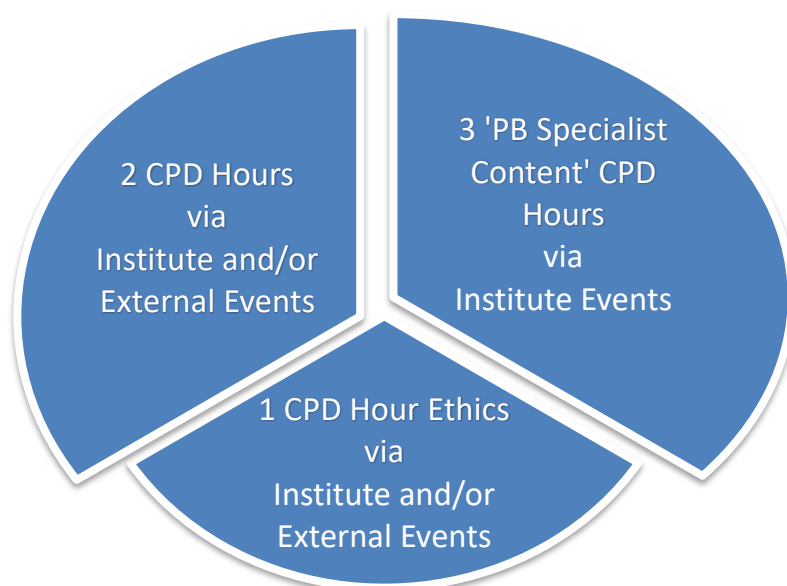 2 CPD Hours
via
Institute and/or
External Events
3 'PB Specialist
Content' CPD
Hours
via
Institute Events
1 CPD Hour Ethics
via
Institute and/or
External Events